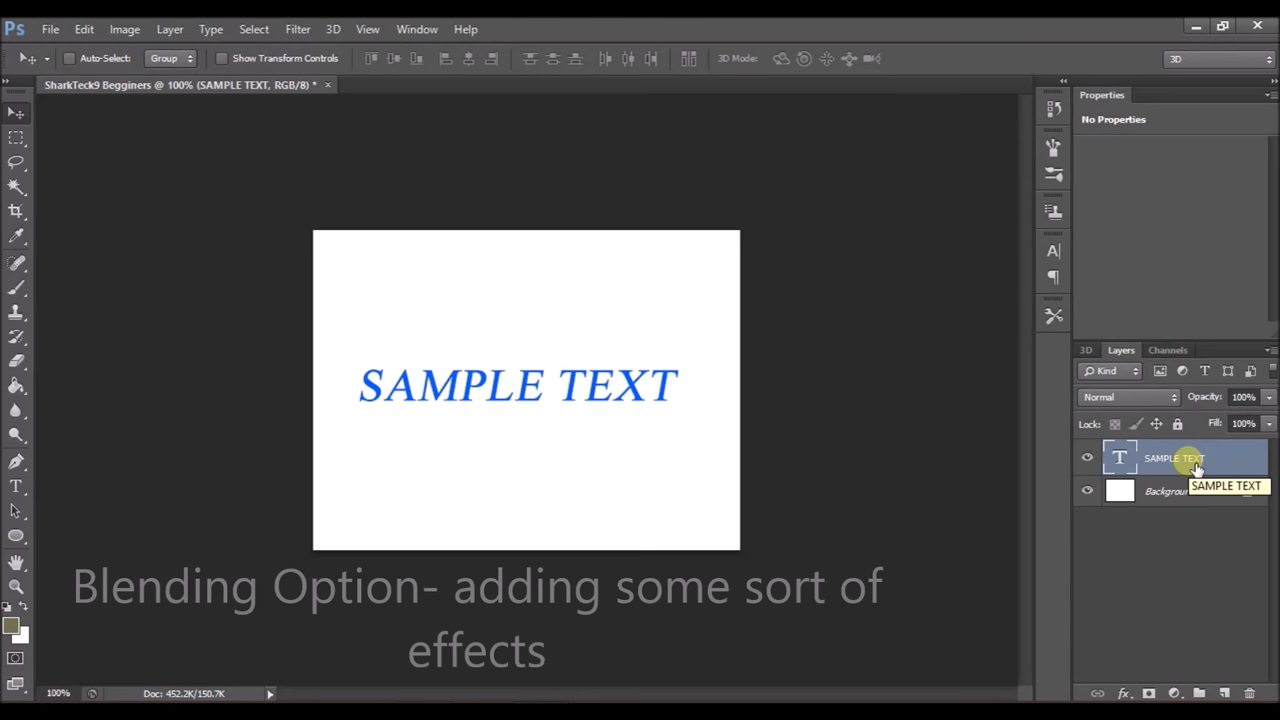 Ps File Edit Image Layer Type Select Filter 3D View Window Help
Auto-Select: Group Show Transform Controls 3D Mode: 3D
SharkTeck9 Begginers @ 100% (SAMPLE TEXT, RGB/8) * ×
Properties
No Properties
SAMPLE TEXT
3D Layers Channels
Kind T
Normal Opacity: 100%
Lock: Fill: 100%
T SAMPLE TEXT
SAMPLE TEXT
Blending Option- adding some sort of
effects
100% Doc: 452.2K/150.7K
fx